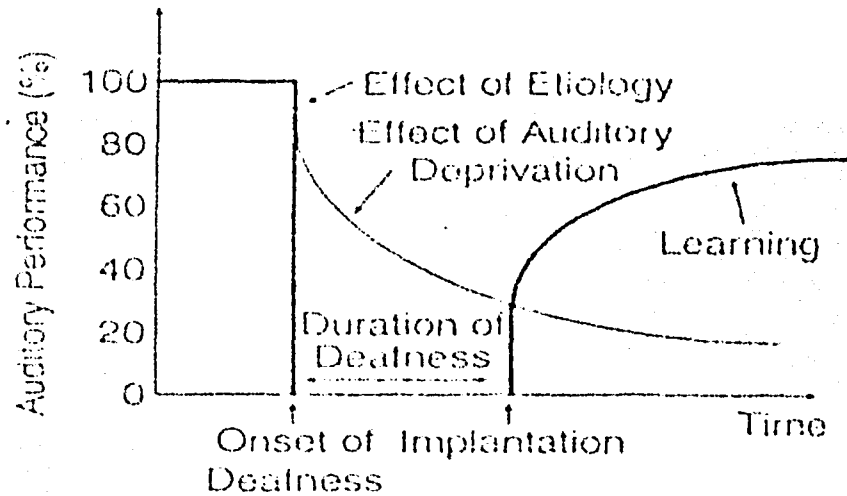 Auditory Performance (%)
100
80
60
40
20
0
Effect of Etiology
Effect of Auditory
Deprivation
Learning
Duration of
Deafness
Time
Onset of
Deafness
Implantation